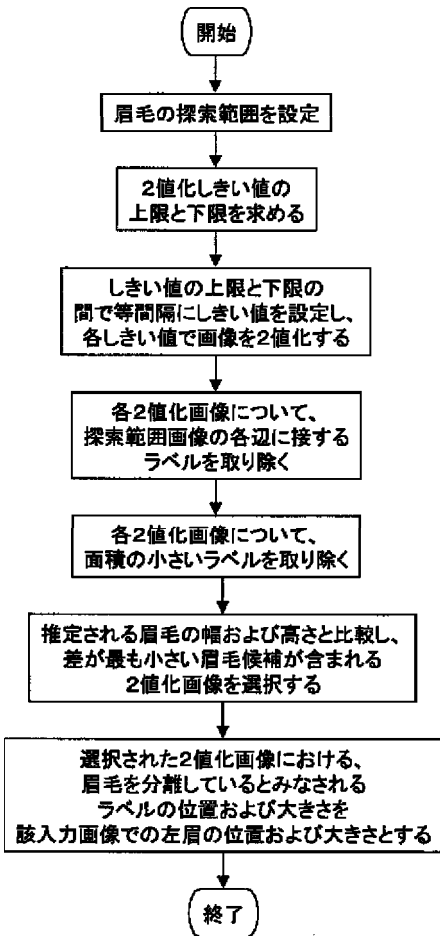 開始
眉毛の探索範囲を設定
2値化しきい値の
上限と下限を求める
しきい値の上限と下限の
間で等間隔にしきい値を設定し、
各しきい値で画像を2値化する
各2値化画像について、
探索範囲画像の各辺に接する
ラベルを取り除く
各2値化画像について、
面積の小さいラベルを取り除く
推定される眉毛の幅および高さと比較し、
差が最も小さい眉毛候補が含まれる
2値化画像を選択する
選択された2値化画像における、
眉毛を分離しているとみなされる
ラベルの位置および大きさを
該入力画像での左眉の位置および大きさとする
終了